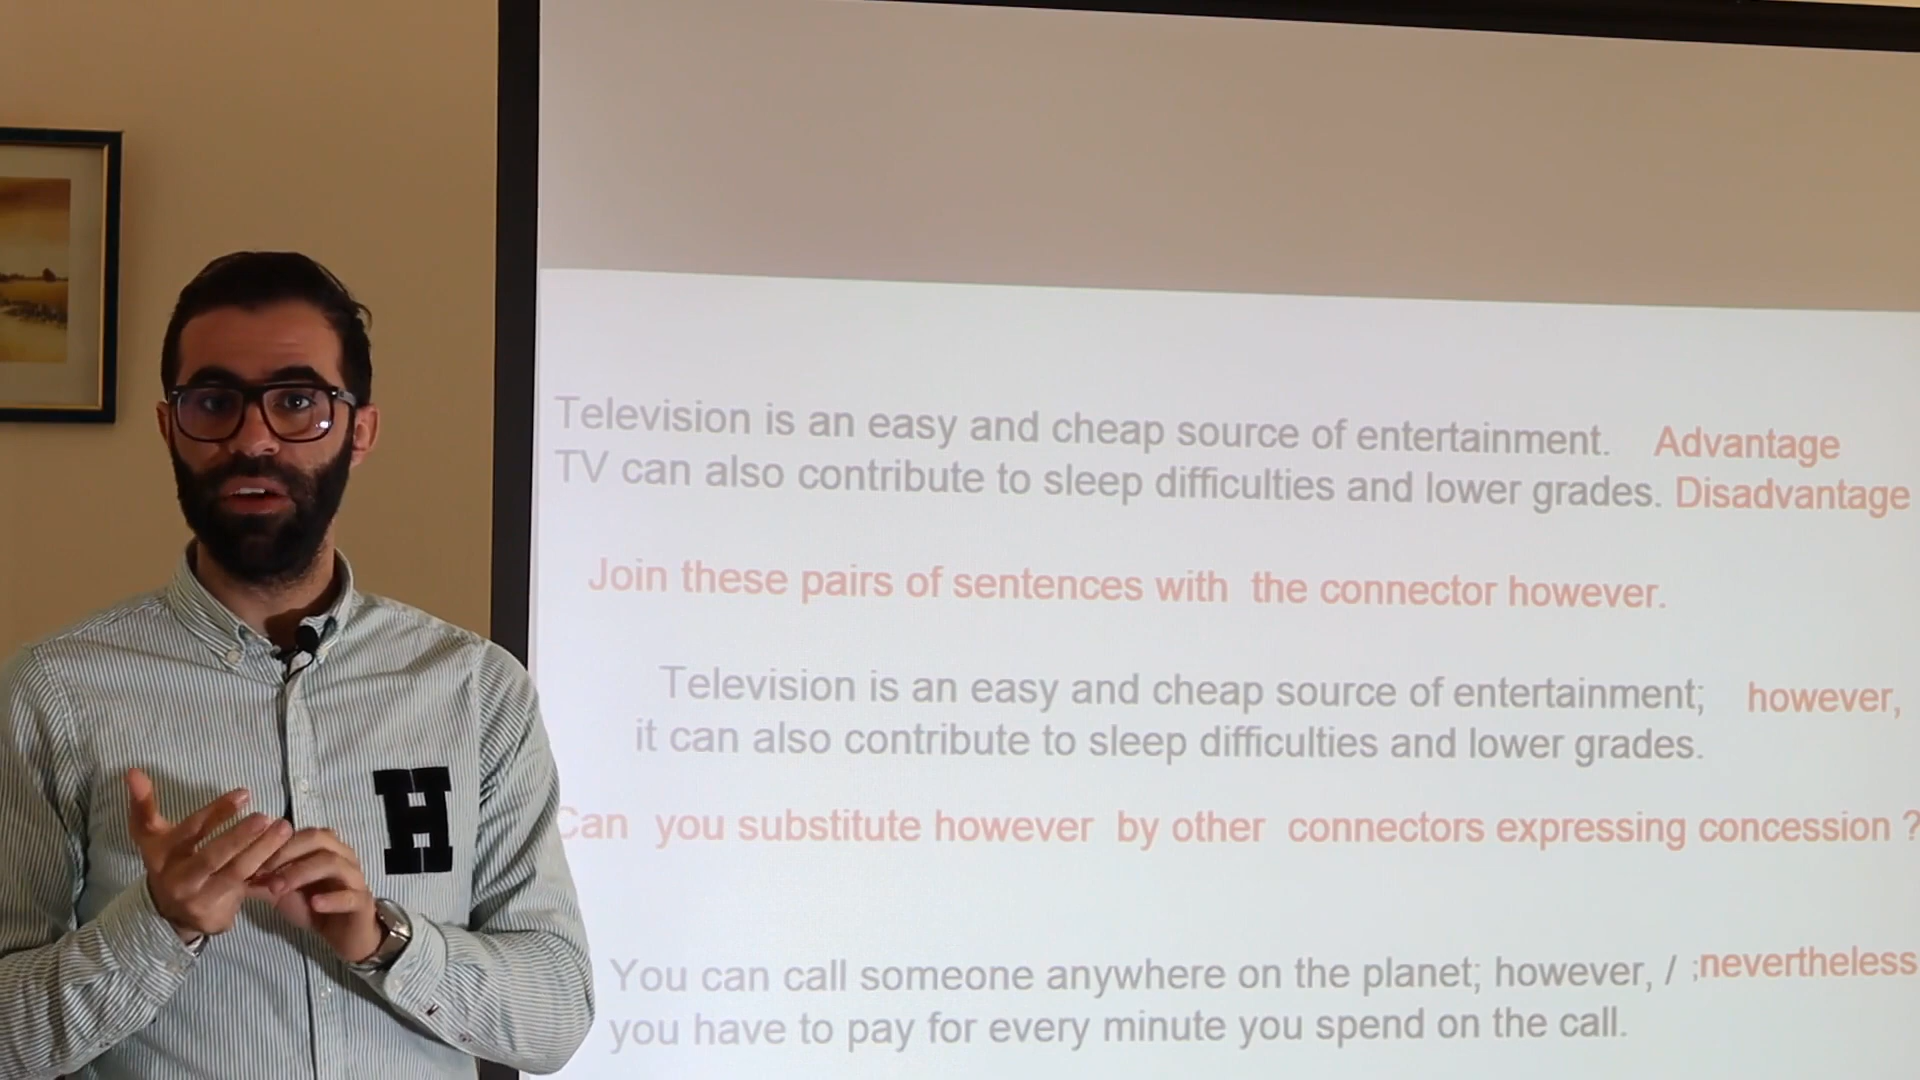 Television is an easy and cheap source of entertainment. Advantage
TV can also contribute to sleep difficulties and lower grades. Disadvantage
Join these pairs of sentences with the connector however.
Television is an easy and cheap source of entertainment; however,
it can also contribute to sleep difficulties and lower grades.
Can you substitute however by other connectors expressing concession ?
You can call someone anywhere on the planet; however, / ;nevertheless
you have to pay for every minute you spend on the call.
H